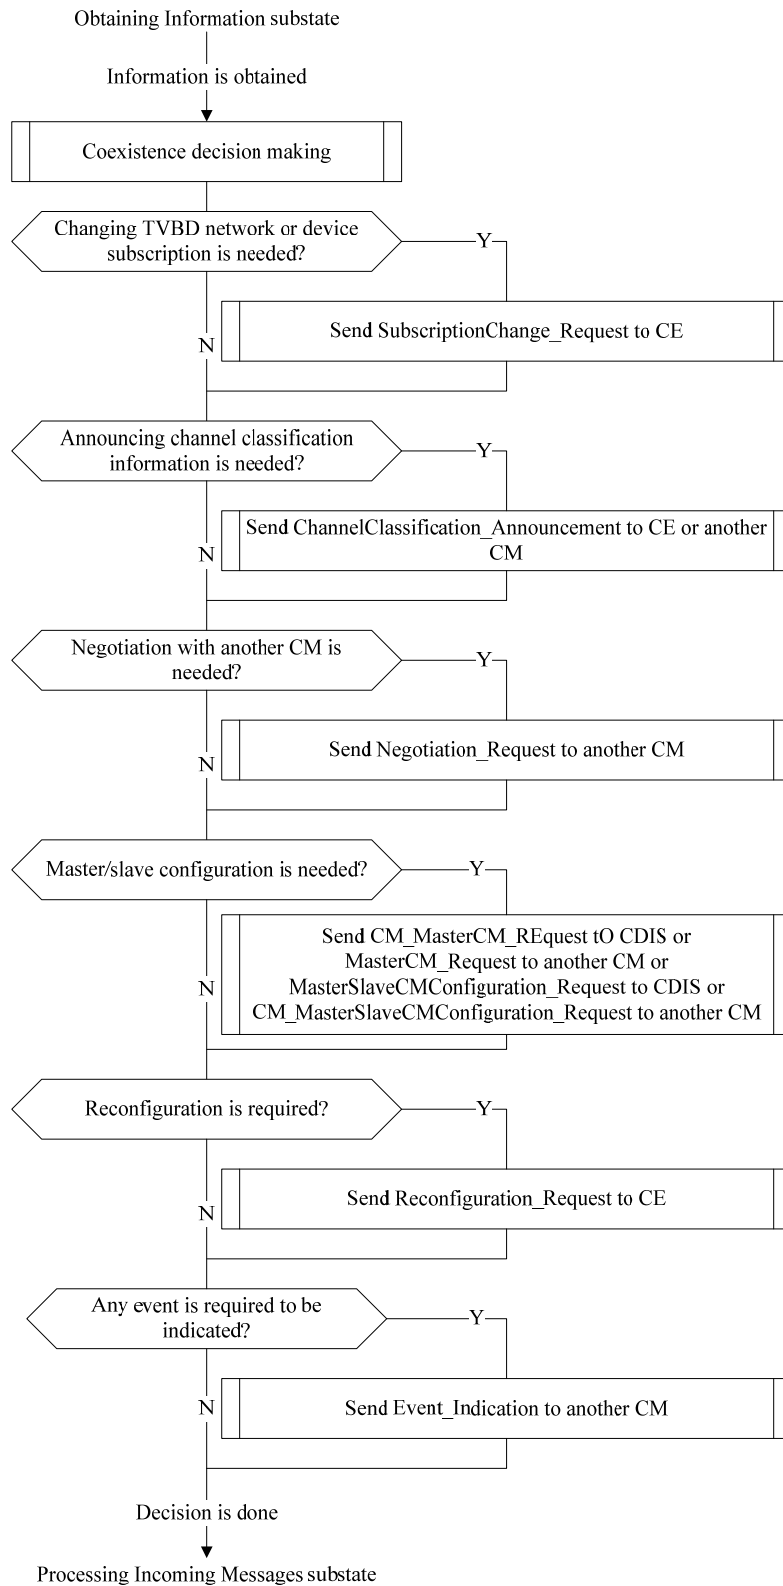 Obtaining Information substate
Information is obtained
Coexistence decision making
Changing TVBD network or device
subscription is needed?
Y
Send SubscriptionChange_Request to CE
N
Announcing channel classification
information is needed?
Y
Send ChannelClassification_Announcement to CE or another
CM
N
Negotiation with another CM is
needed?
Y
Send Negotiation_Request to another CM
N
Master/slave configuration is needed?
Y
Send CM_MasterCM_REquest tO CDIS or
MasterCM_Request to another CM or
MasterSlaveCMConfiguration_Request to CDIS or
CM_MasterSlaveCMConfiguration_Request to another CM
N
Reconfiguration is required?
Y
Send Reconfiguration_Request to CE
N
Any event is required to be
indicated?
Y
Send Event_Indication to another CM
N
Decision is done
Processing Incoming Messages substate